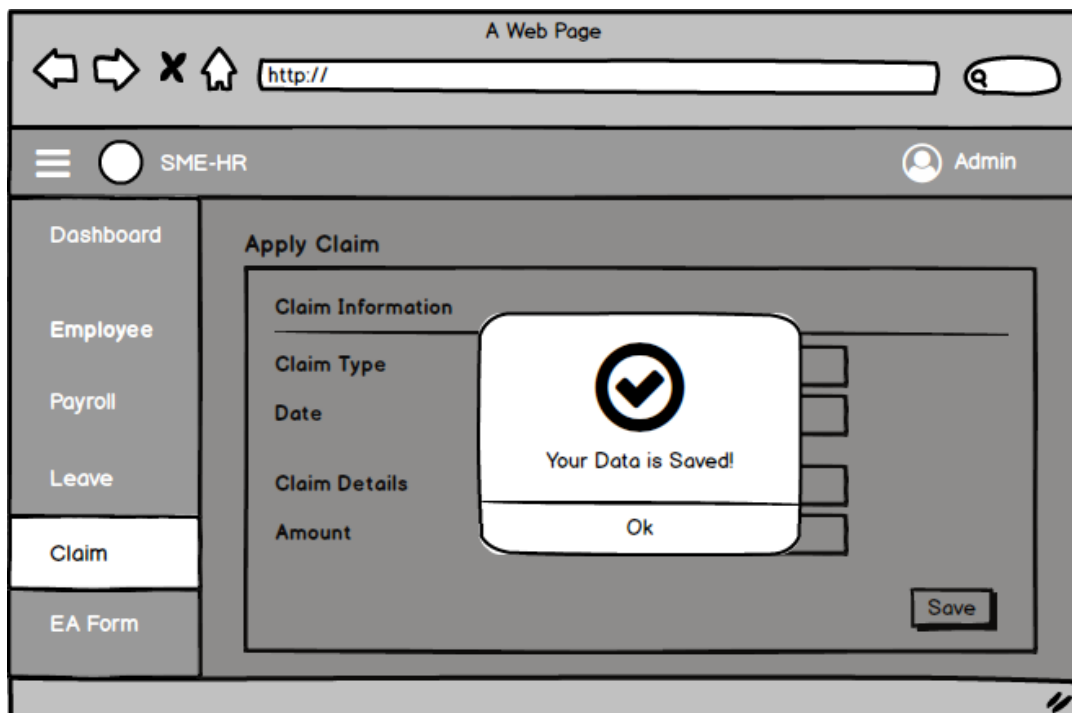 A Web Page
http://
SME-HR
Admin
Dashboard
Employee
Payroll
Leave
Claim
EA Form
Apply Claim
Claim Information
Claim Type
Date
Claim Details
Amount
Your Data is Saved!
Ok
Save